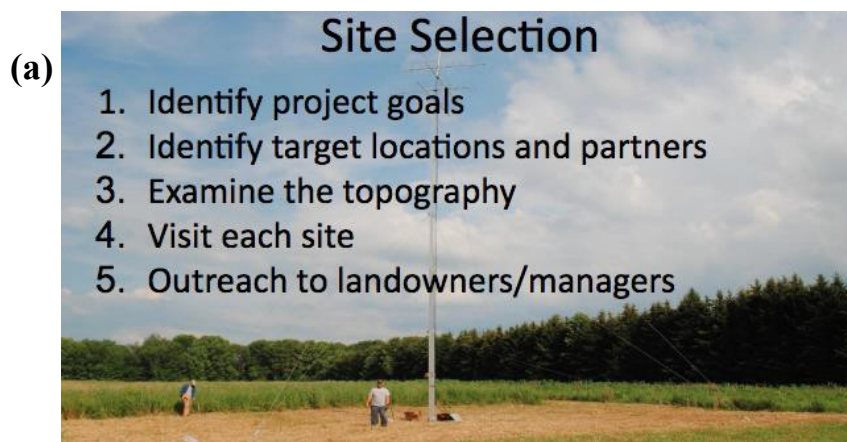 Site Selection
(a)
1. Identify project goals
2. Identify target locations and partners
3. Examine the topography
4. Visit each site
5. Outreach to landowners/managers